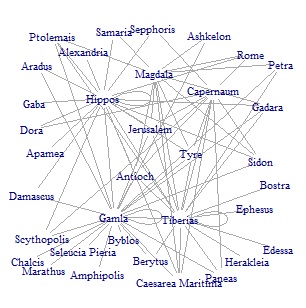 Samaria
Sepphoris
Ptolemais
Ashkelon
Alexandria
Rome
Aradus
Magdala
Petra
Capernaum
Gaba
Hippos
Gadara
Dora
Jerusalem
Apamea
Tyre
Sidon
Antioch
Bostra
Damascus
Gamla
Tiberias
Ephesus
Scythopolis
Byblos
Seleucia Pieria
Edessa
Chalcis
Berytus
Herakleia
Marathus
Amphipolis
Paneas
Caesarea Maritima